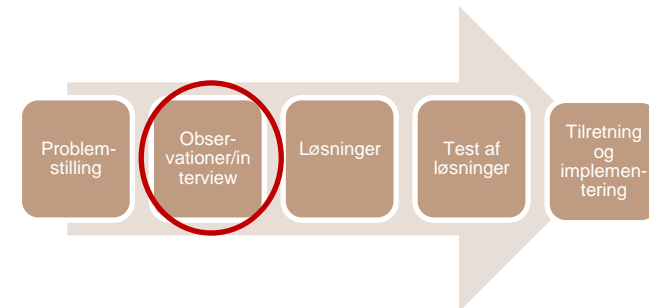 Problem-
stilling
Obser-
vationer/in
terview
Løsninger
Test af
løsninger
Tilretning
og
implemen-
tering